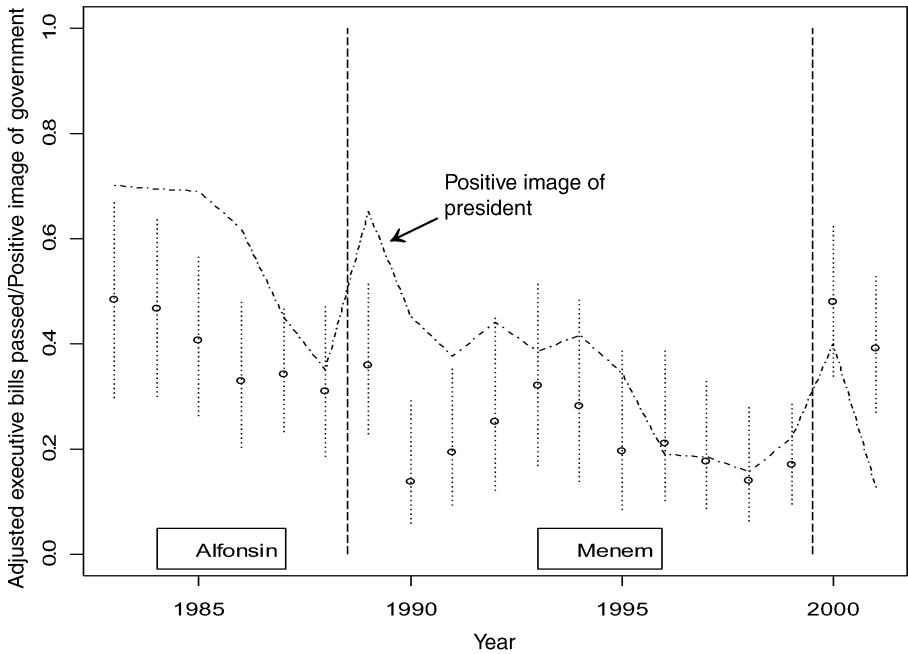 Adjusted executive bills passed/Positive image of government
1.0
0.8
0.6
0.4
0.2
0.0
Positive image of
president
Alfonsin
Menem
1985
1990
1995
2000
Year